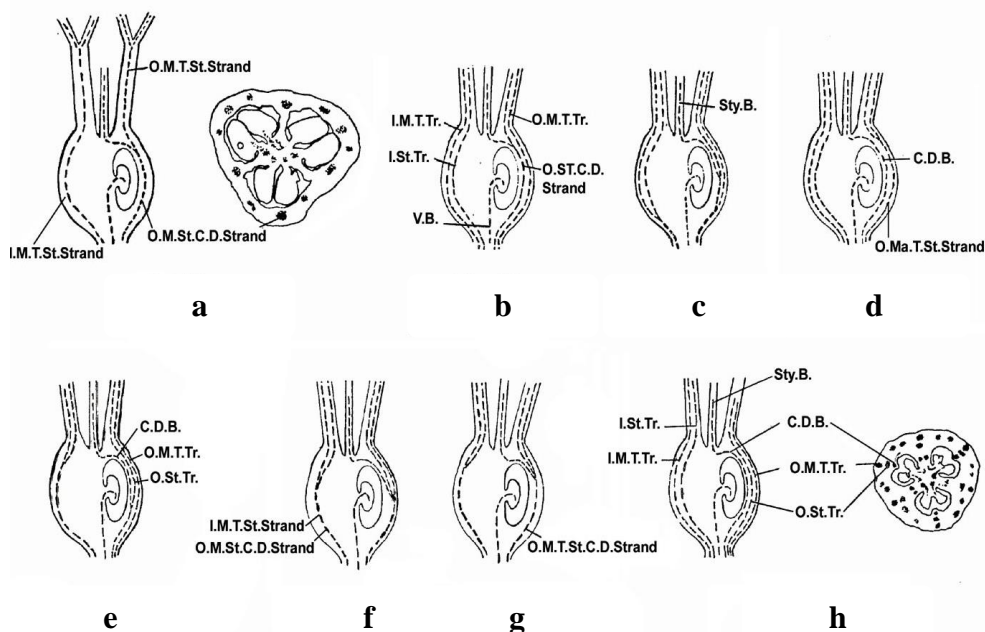 O.M.T.St.Strand
I.M.T.St.Strand
O.M.St.C.D.Strand
a
I.M.T.Tr.
I.St.Tr.
V.B.
O.M.T.Tr.
O.ST.C.D.
Strand
b
Sty.B.
c
C.D.B.
O.Ma.T.St.Strand
d
C.D.B.
O.M.T.Tr.
O.St.Tr.
e
I.M.T.St.Strand
O.M.St.C.D.Strand
f
O.M.T.St.C.D.Strand
g
Sty.B.
I.St.Tr.
C.D.B.
I.M.T.Tr.
O.M.T.Tr.
O.St.Tr.
h